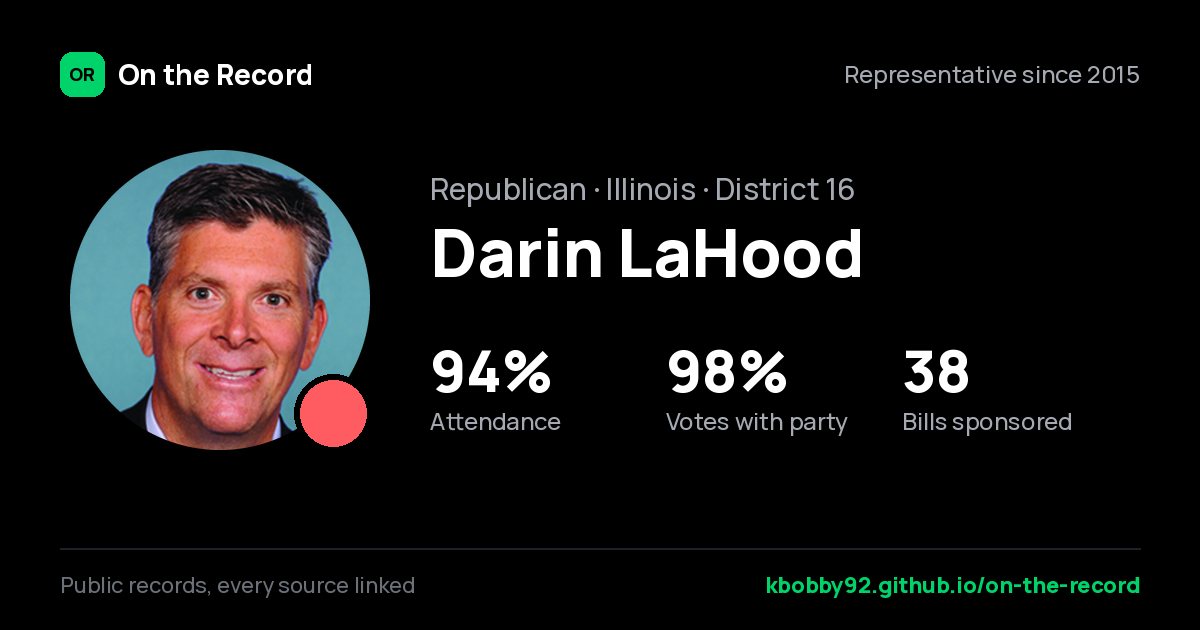 OR
On the Record
Representative since 2015
Republican · Illinois · District 16
Darin LaHood
94%
Attendance
98%
Votes with party
38
Bills sponsored
Public records, every source linked
kbobby92.github.io/on-the-record